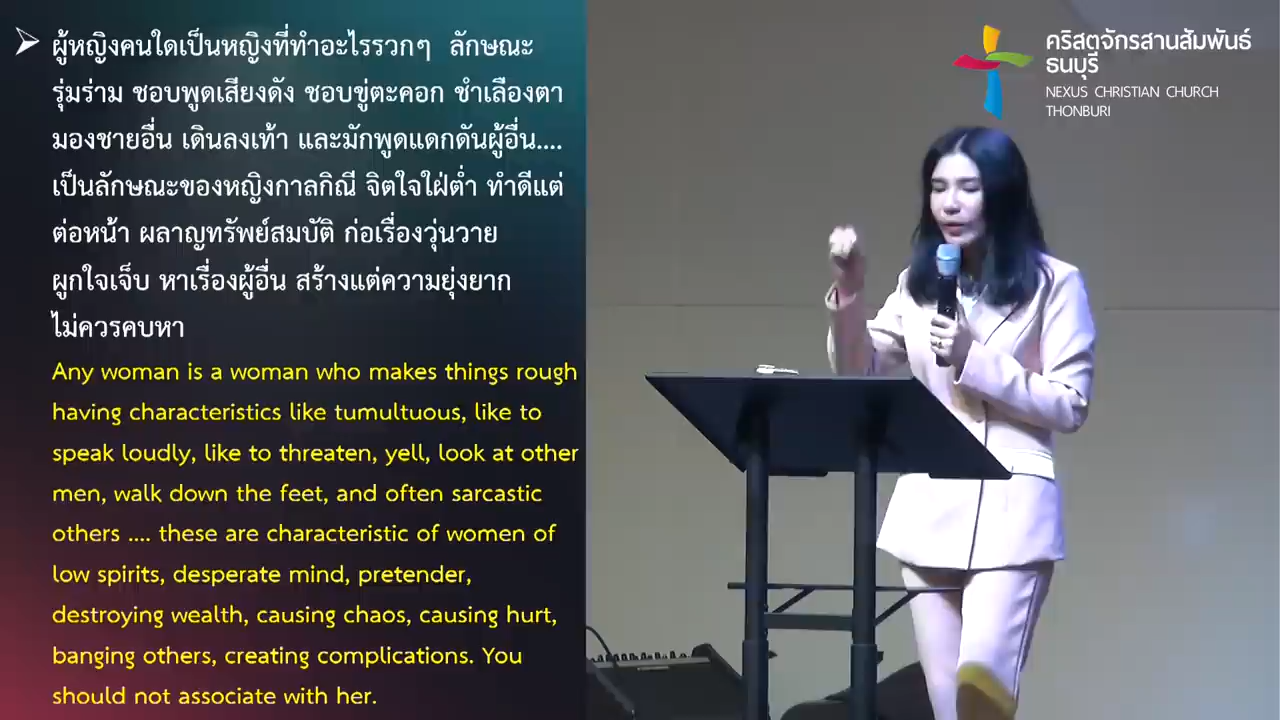 ผู้หญิงคนใดเป็นหญิงที่ทำอะไรรวกๆ ลักษณะ
รุ่มร่าม ชอบพูดเสียงดัง ชอบขู่ตะคอก ชำเลืองตา
มองชายอื่น เดินลงเท้า และมักพูดแดกดันผู้อื่น....
เป็นลักษณะของหญิงกาลกิณี จิตใจใฝ่ต่ำ ทำดีแต่
ต่อหน้า ผลาญทรัพย์สมบัติ ก่อเรื่องวุ่นวาย
ผูกใจเจ็บ หาเรื่องผู้อื่น สร้างแต่ความยุ่งยาก
ไม่ควรคบหา
Any woman is a woman who makes things rough
having characteristics like tumultuous, like to
speak loudly, like to threaten, yell, look at other
men, walk down the feet, and often sarcastic
others .... these are characteristic of women of
low spirits, desperate mind, pretender,
destroying wealth, causing chaos, causing hurt,
banging others, creating complications. You
should not associate with her.
คริสตจักรสานสัมพันธ์
ธนบุรี
NEXUS CHRISTIAN CHURCH
THONBURI